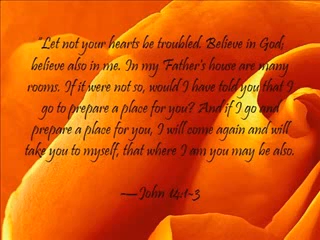 "Let not your hearts be troubled. Believe in God;
believe also in me. In my Father's house are many
rooms. If it were not so, would I have told you that I
go to prepare a place for you? And if I go and
prepare a place for you, I will come again and will
take you to myself, that where I am you may be also.
—John 14:1-3